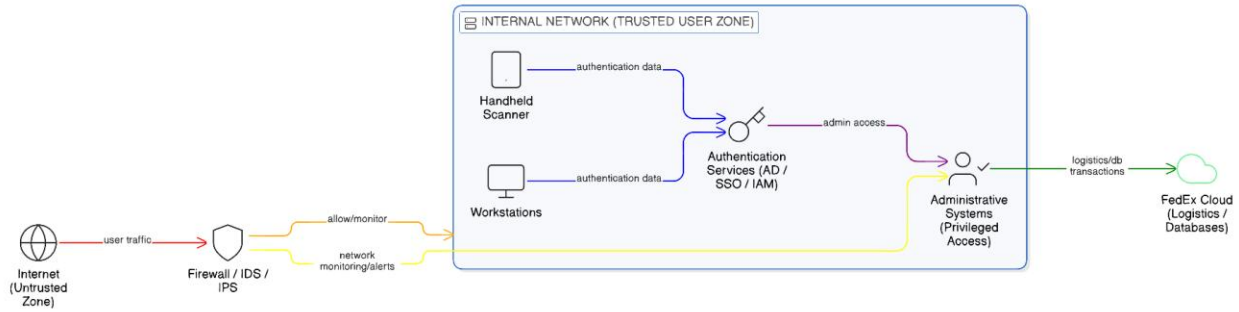 INTERNAL NETWORK (TRUSTED USER ZONE)
authentication data
Handheld
Scanner
admin access
Authentication
Services (AD /
SSO / IAM)
logistics/db
transactions
authentication data
Workstations
Administrative
Systems
(Privileged
Access)
FedEx Cloud
(Logistics /
Databases)
allow/monitor
user traffic
network
monitoring/alerts
Internet
(Untrusted
Zone)
Firewall / IDS /
IPS